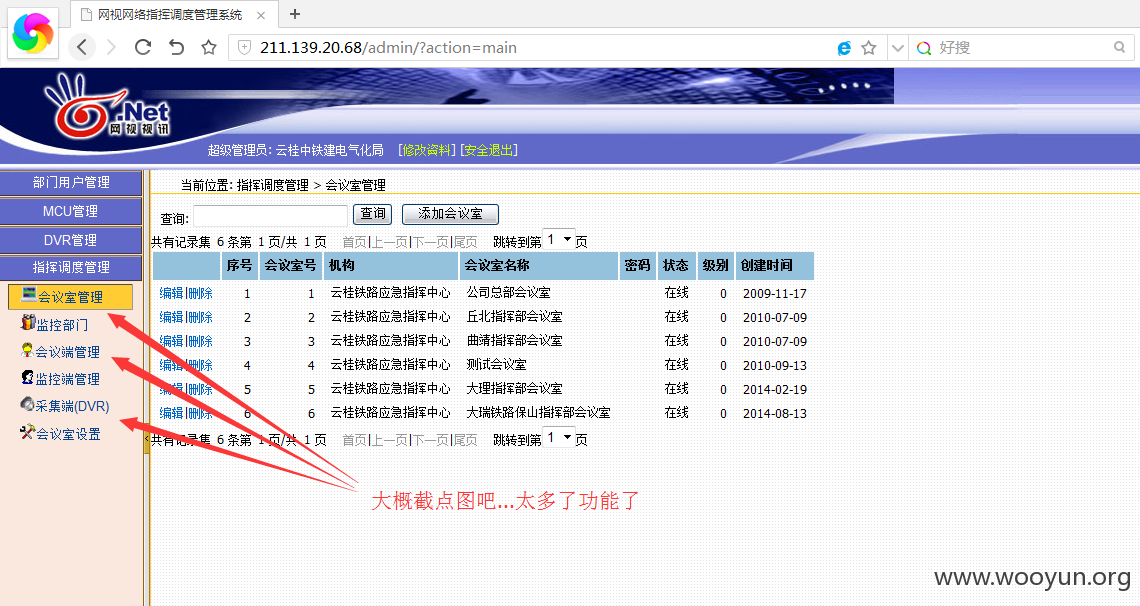 网视网络指挥调度管理系统
211.139.20.68/admin/?action=main
好搜
.Net
网视视讯
超级管理员: 云桂中铁建电气化局 [修改资料] [安全退出]
部门用户管理
MCU管理
DVR管理
指挥调度管理
会议室管理
监控部门
会议端管理
监控端管理
采集端(DVR)
会议室设置
当前位置: 指挥调度管理 > 会议室管理
查询: 查询 添加会议室
共有记录集 6 条第 1 页/共 1 页 首页|上一页|下一页|尾页 跳转到第 1 页
序号 会议室号 机构 会议室名称 密码 状态 级别 创建时间
编辑|删除 1 1 云桂铁路应急指挥中心 公司总部会议室 在线 0 2009-11-17
编辑|删除 2 2 云桂铁路应急指挥中心 丘北指挥部会议室 在线 0 2010-07-09
编辑|删除 3 3 云桂铁路应急指挥中心 曲靖指挥部会议室 在线 0 2010-07-09
编辑|删除 4 4 云桂铁路应急指挥中心 测试会议室 在线 0 2010-09-13
编辑|删除 5 5 云桂铁路应急指挥中心 大理指挥部会议室 在线 0 2014-02-19
编辑|删除 6 6 云桂铁路应急指挥中心 大瑞铁路保山指挥部会议室 在线 0 2014-08-13
共有记录集 6 条第 1 页/共 1 页 首页|上一页|下一页|尾页 跳转到第 1 页
大概截点图吧...太多了功能了
www.wooyun.org